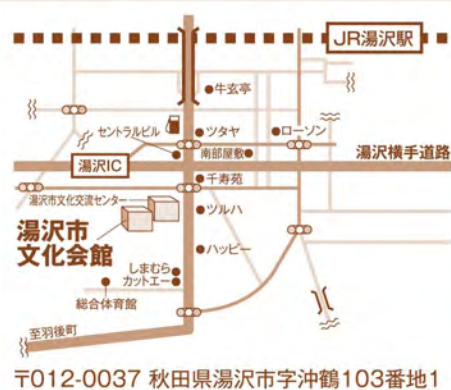 JR湯沢駅
牛玄亭
セントラルビル
ツタヤ
ローソン
南部屋敷
湯沢横手道路
湯沢IC
千寿苑
湯沢市文化交流センター
ツルハ
湯沢市
文化会館
ハッピー
しまむら
カットエー
総合体育館
至羽後町
〒012-0037 秋田県湯沢市字沖鶴103番地1